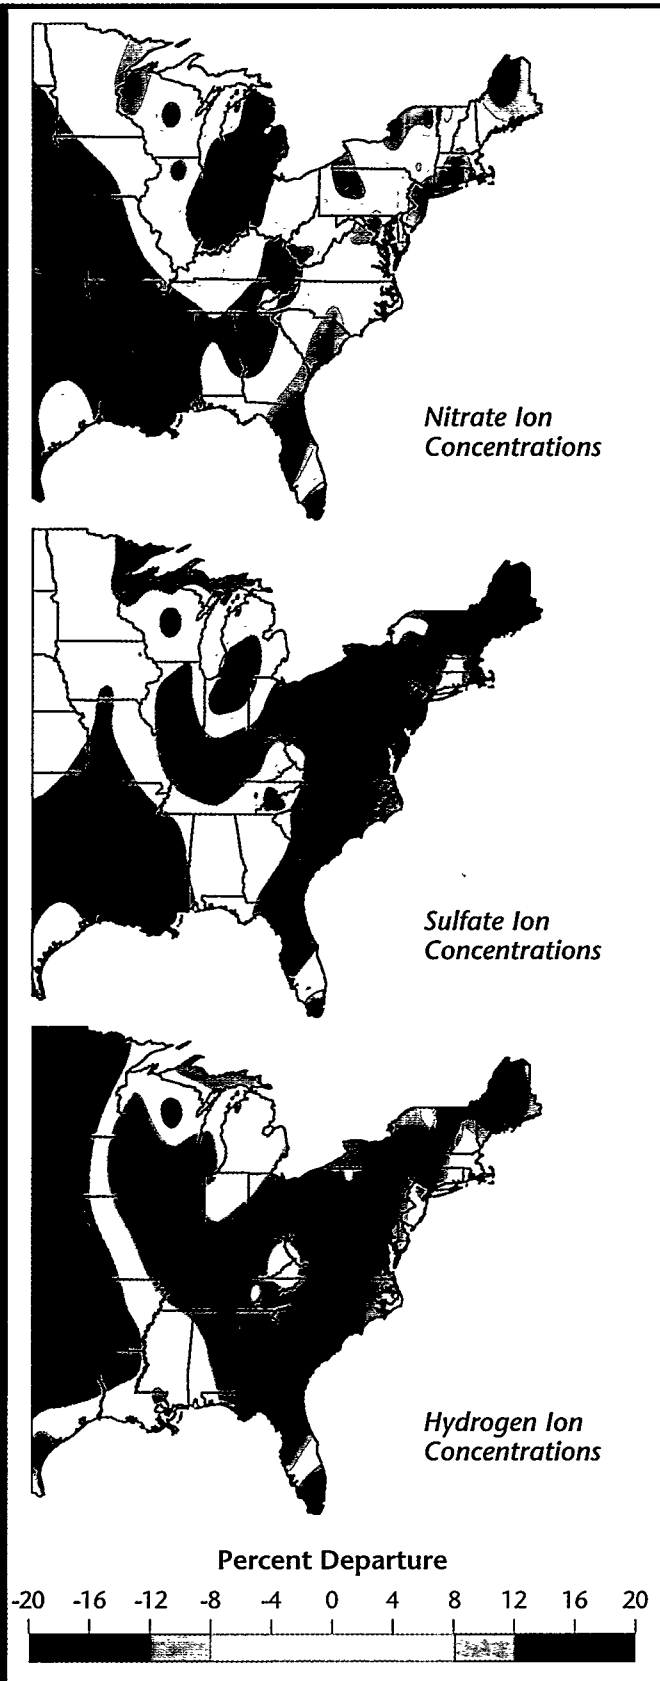 Nitrate Ion
Concentrations
Sulfate Ion
Concentrations
Hydrogen Ion
Concentrations
Percent Departure
-20 -16 -12 -8 -4 0 4 8 12 16 20